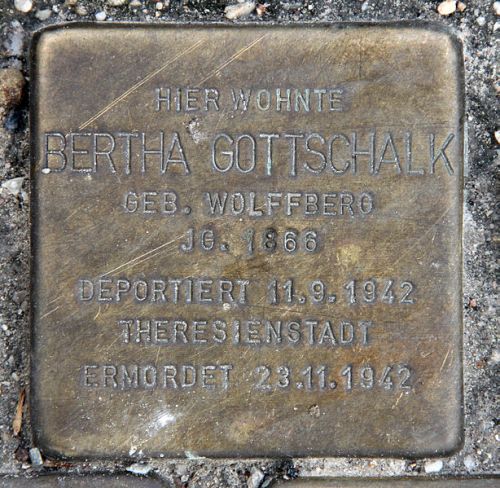 HIER WOHNTE
BERTHA GOTTSCHALK
GEB. WOLFFBERG
JG. 1866
DEPORTIERT 11.9.1942
THERESIENSTADT
ERMORDET 23.11.1942